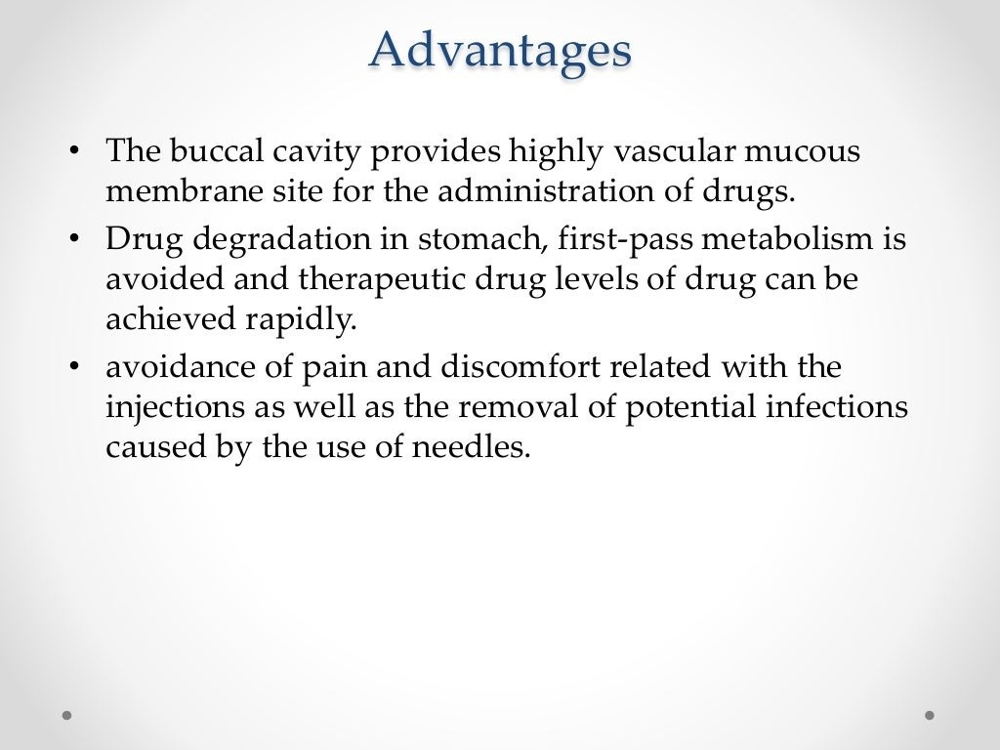 Advantages
• The buccal cavity provides highly vascular mucous
membrane site for the administration of drugs.
• Drug degradation in stomach, first-pass metabolism is
avoided and therapeutic drug levels of drug can be
achieved rapidly.
• avoidance of pain and discomfort related with the
injections as well as the removal of potential infections
caused by the use of needles.